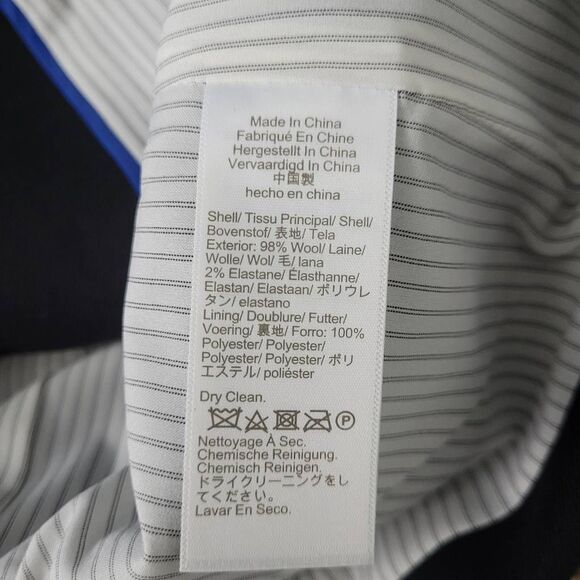 Made In China
Fabriqué En Chine
Hergestellt In China
Vervaardigd In China
中国製
hecho en china
Shell/ Tissu Principal/ Shell/
Bovenstof/ 表地/ Tela
Exterior: 98% Wool/ Laine/
Wolle/ Wol/ 毛/ lana
2% Elastane/ Élasthanne/
Elastan/ Elastaan/ ポリウレ
タン/ elastano
Lining/ Doublure/ Futter/
Voering/ 裏地/ Forro: 100%
Polyester/ Polyester/
Polyester/ Polyester/ ポリ
エステル/ poliéster
Dry Clean.
P
Nettoyage À Sec.
Chemische Reinigung.
Chemisch Reinigen.
ドライクリーニングをし
てください。
Lavar En Seco.